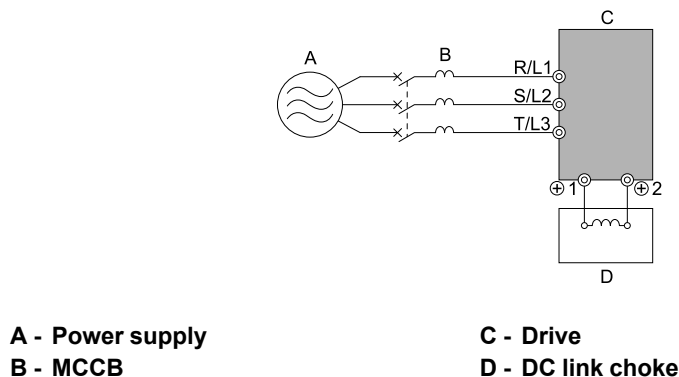 C
A
B
R/L1
S/L2
T/L3
⊕ 1
⊕ 2
D
A - Power supply
B - MCCB
C - Drive
D - DC link choke